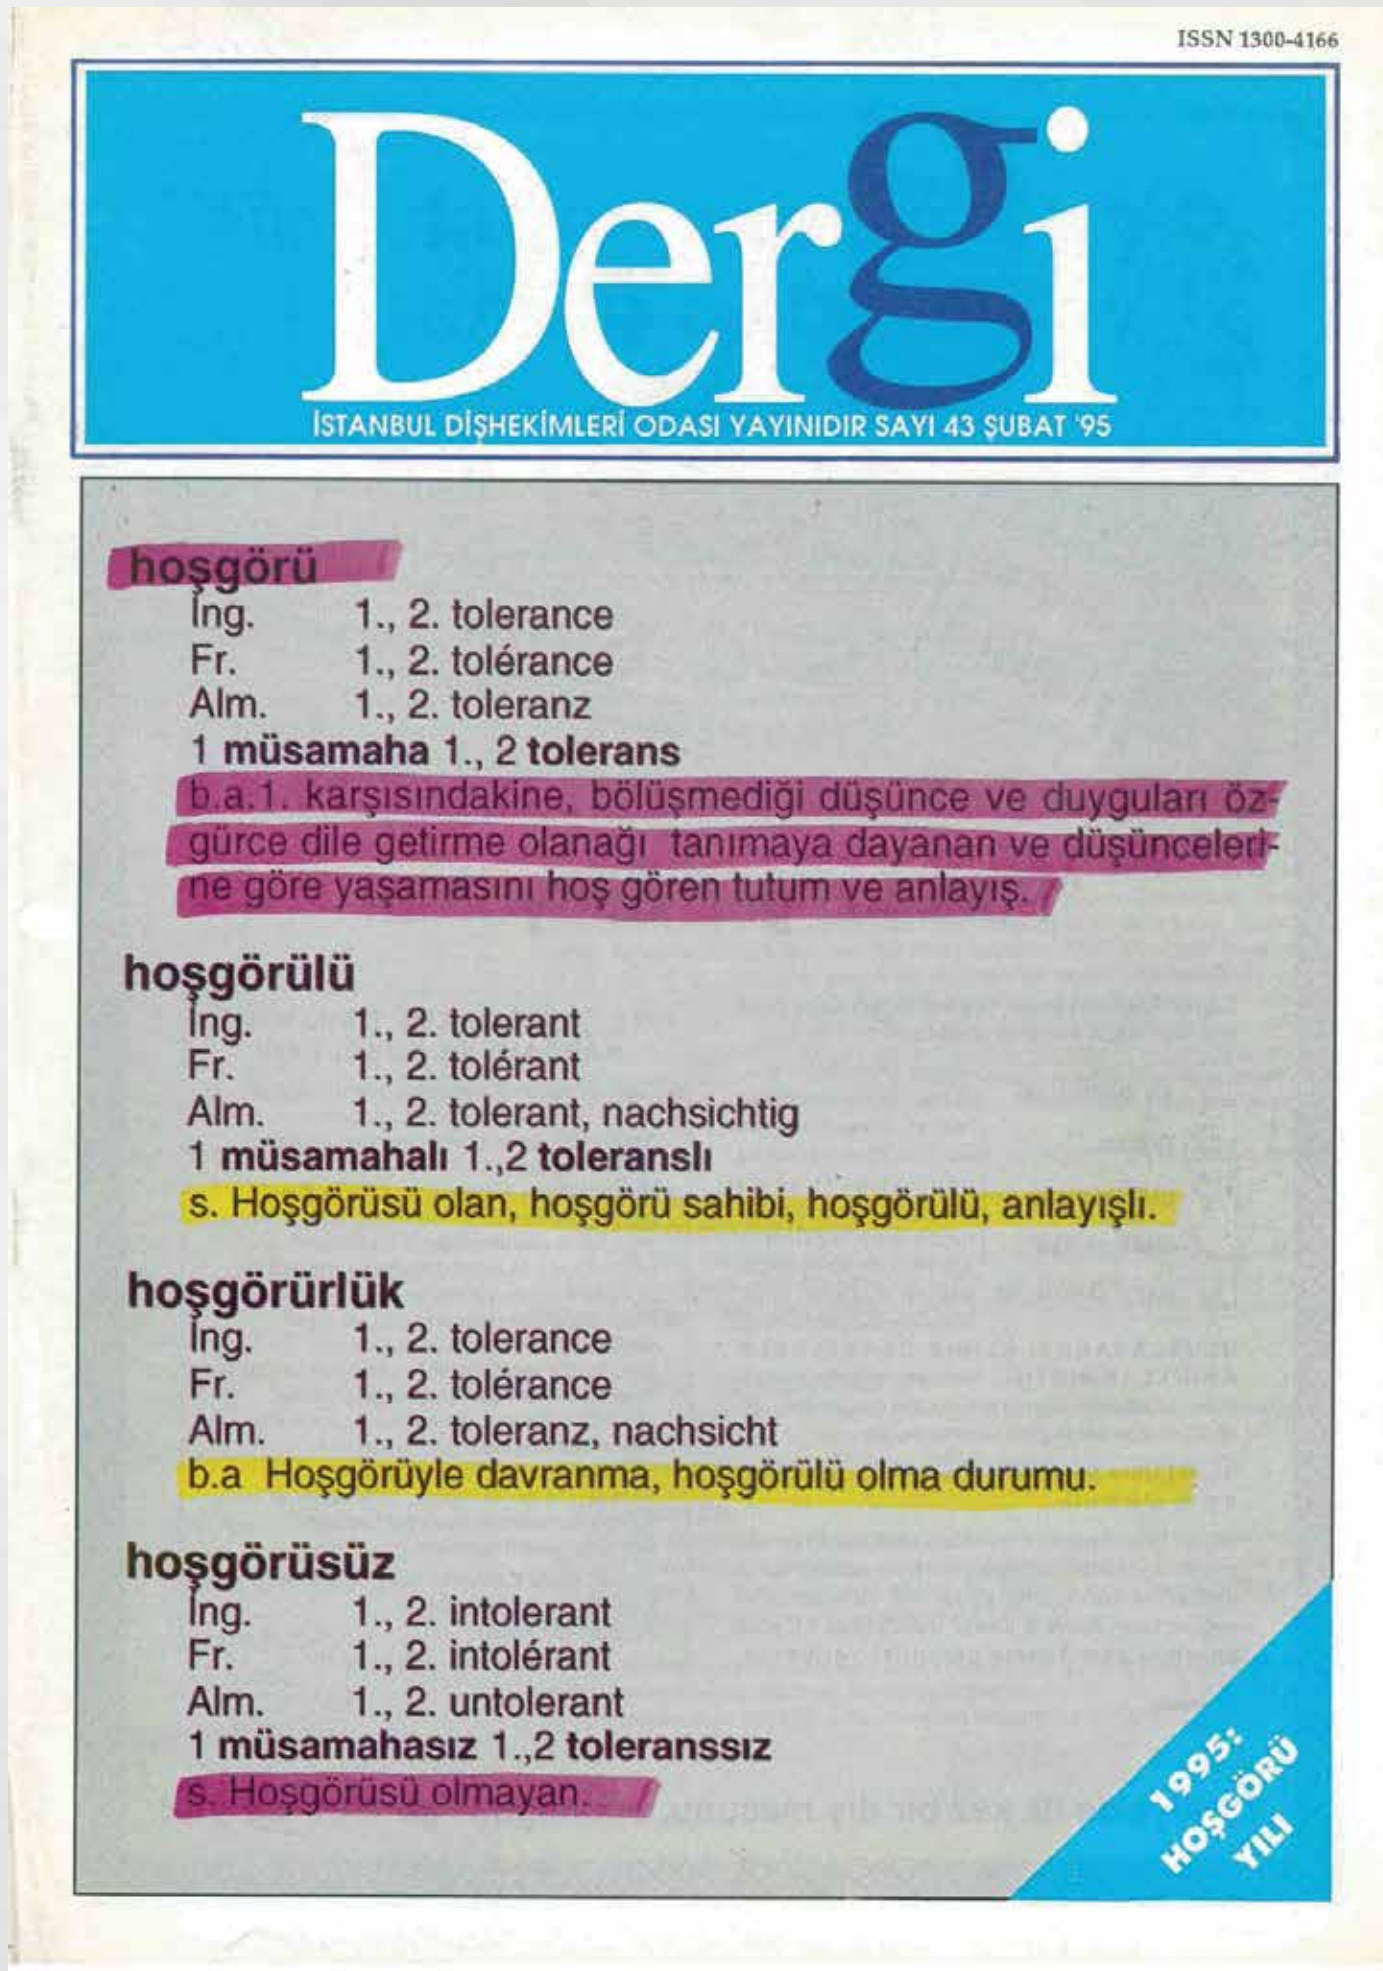 ISSN 1300-4166
Dergi
İSTANBUL DİŞHEKİMLERİ ODASI YAYINIDIR SAYI 43 ŞUBAT '95
hoşgörü
İng. 1., 2. tolerance
Fr. 1., 2. tolérance
Alm. 1., 2. toleranz
1 müsamaha 1., 2 tolerans
b.a.1. karşısındakine, bölüşmediği düşünce ve duyguları öz-
gürce dile getirme olanağı tanımaya dayanan ve düşünceleri-
ne göre yaşamasını hoş gören tutum ve anlayış.
hoşgörülü
İng. 1., 2. tolerant
Fr. 1., 2. tolérant
Alm. 1., 2. tolerant, nachsichtig
1 müsamahalı 1.,2 toleranslı
s. Hoşgörüsü olan, hoşgörü sahibi, hoşgörülü, anlayışlı.
hoşgörürlük
İng. 1., 2. tolerance
Fr. 1., 2. tolérance
Alm. 1., 2. toleranz, nachsicht
b.a Hoşgörüyle davranma, hoşgörülü olma durumu.
hoşgörüsüz
İng. 1., 2. intolerant
Fr. 1., 2. intolérant
Alm. 1., 2. untolerant
1 müsamahasız 1.,2 toleranssız
s. Hoşgörüsü olmayan.
1995:
HOŞGÖRÜ
YILI